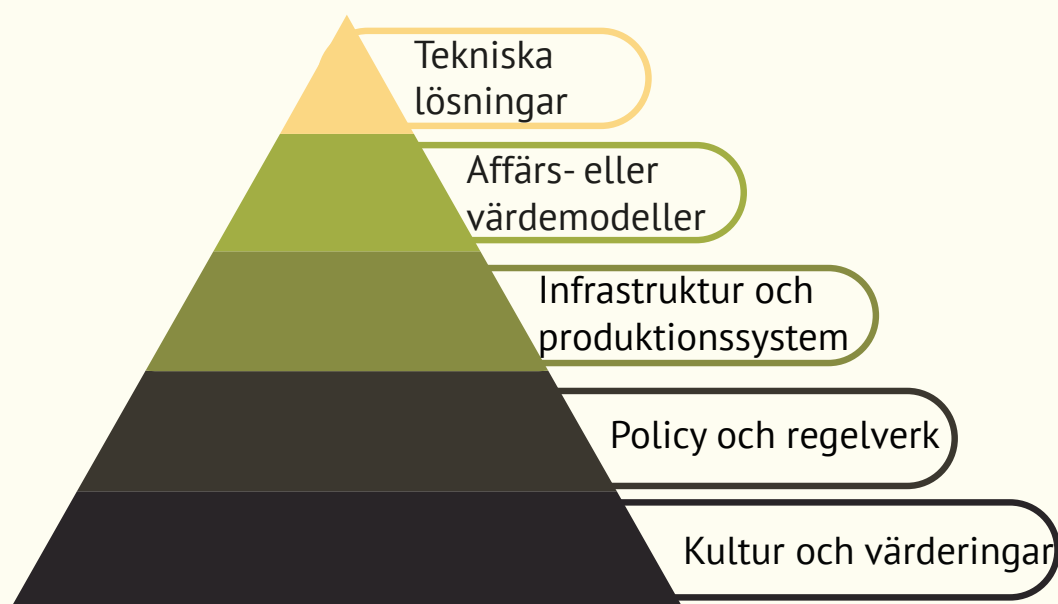 Tekniska
lösningar
Affärs- eller
värdemodeller
Infrastruktur och
produktionssystem
Policy och regelverk
Kultur och värderingar